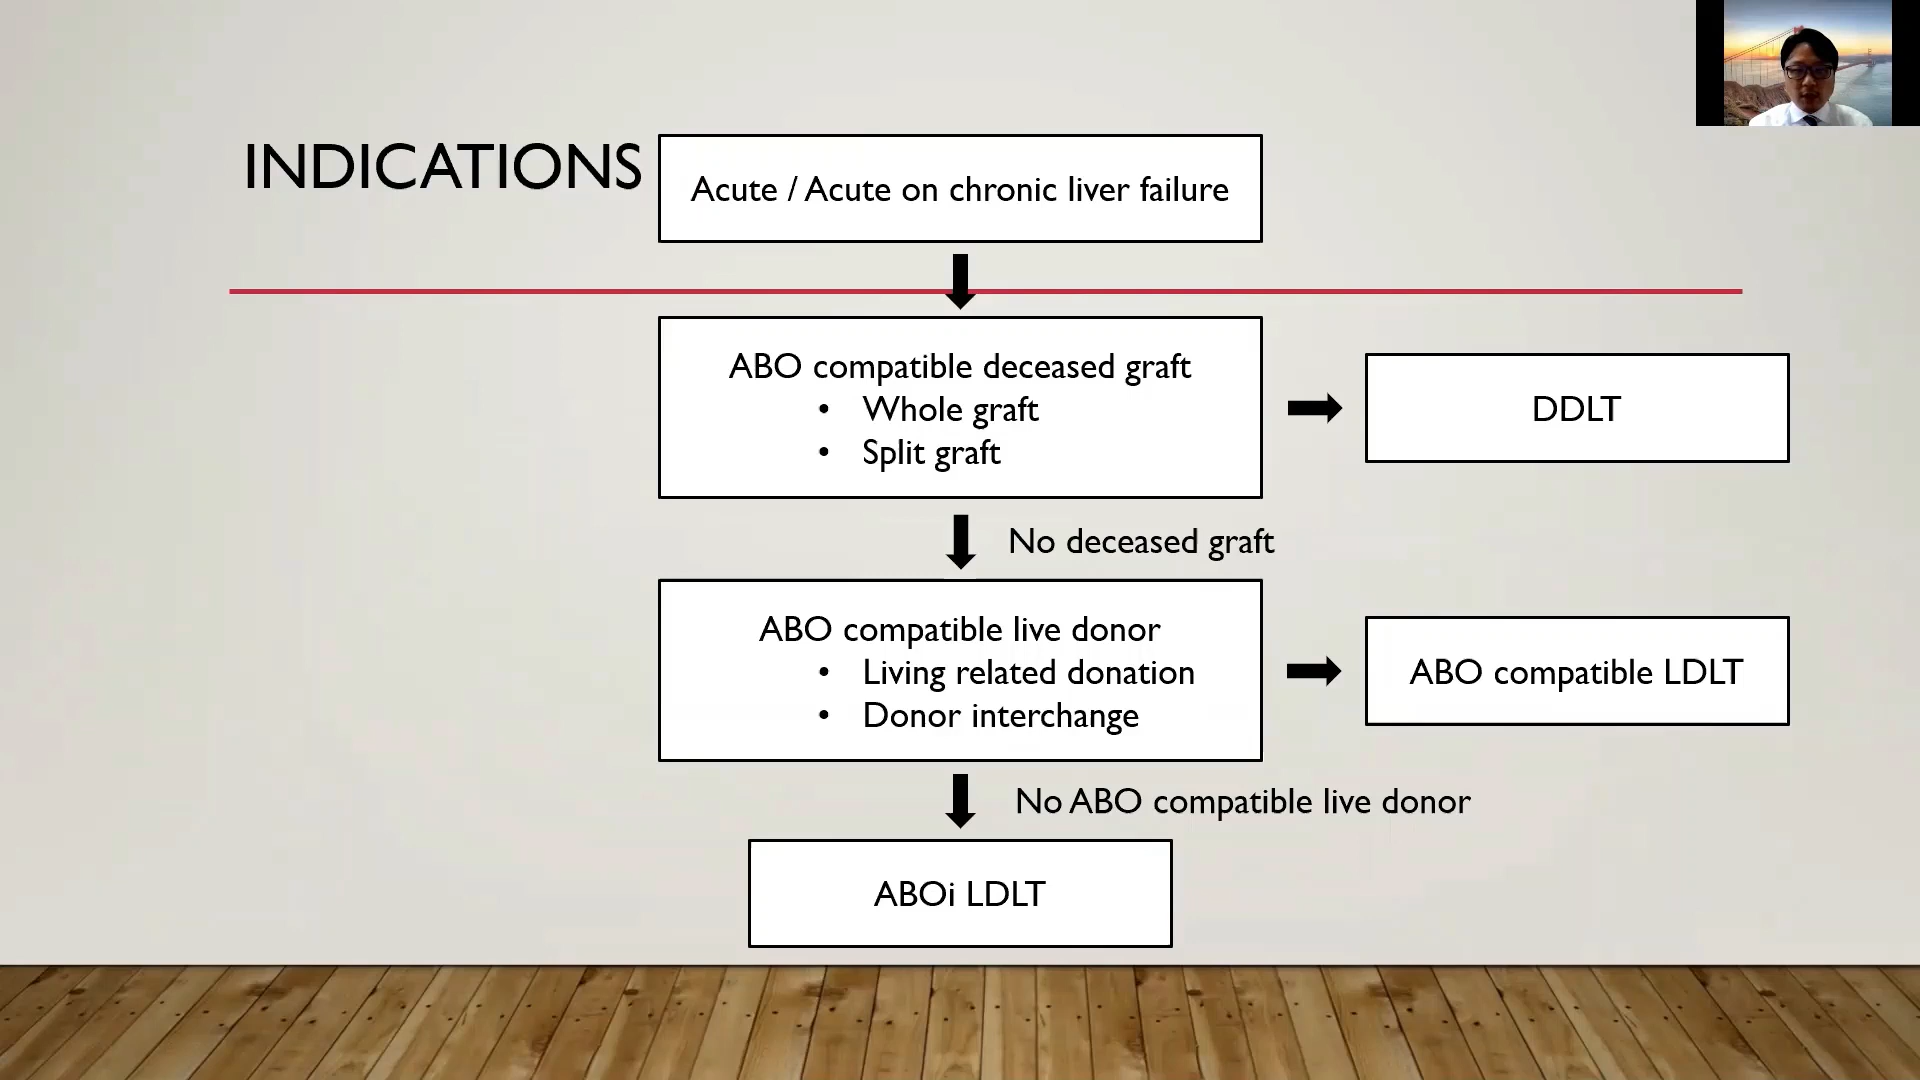 INDICATIONS
Acute / Acute on chronic liver failure
ABO compatible deceased graft
• Whole graft
• Split graft
DDLT
No deceased graft
ABO compatible live donor
• Living related donation
• Donor interchange
ABO compatible LDLT
No ABO compatible live donor
ABOi LDLT